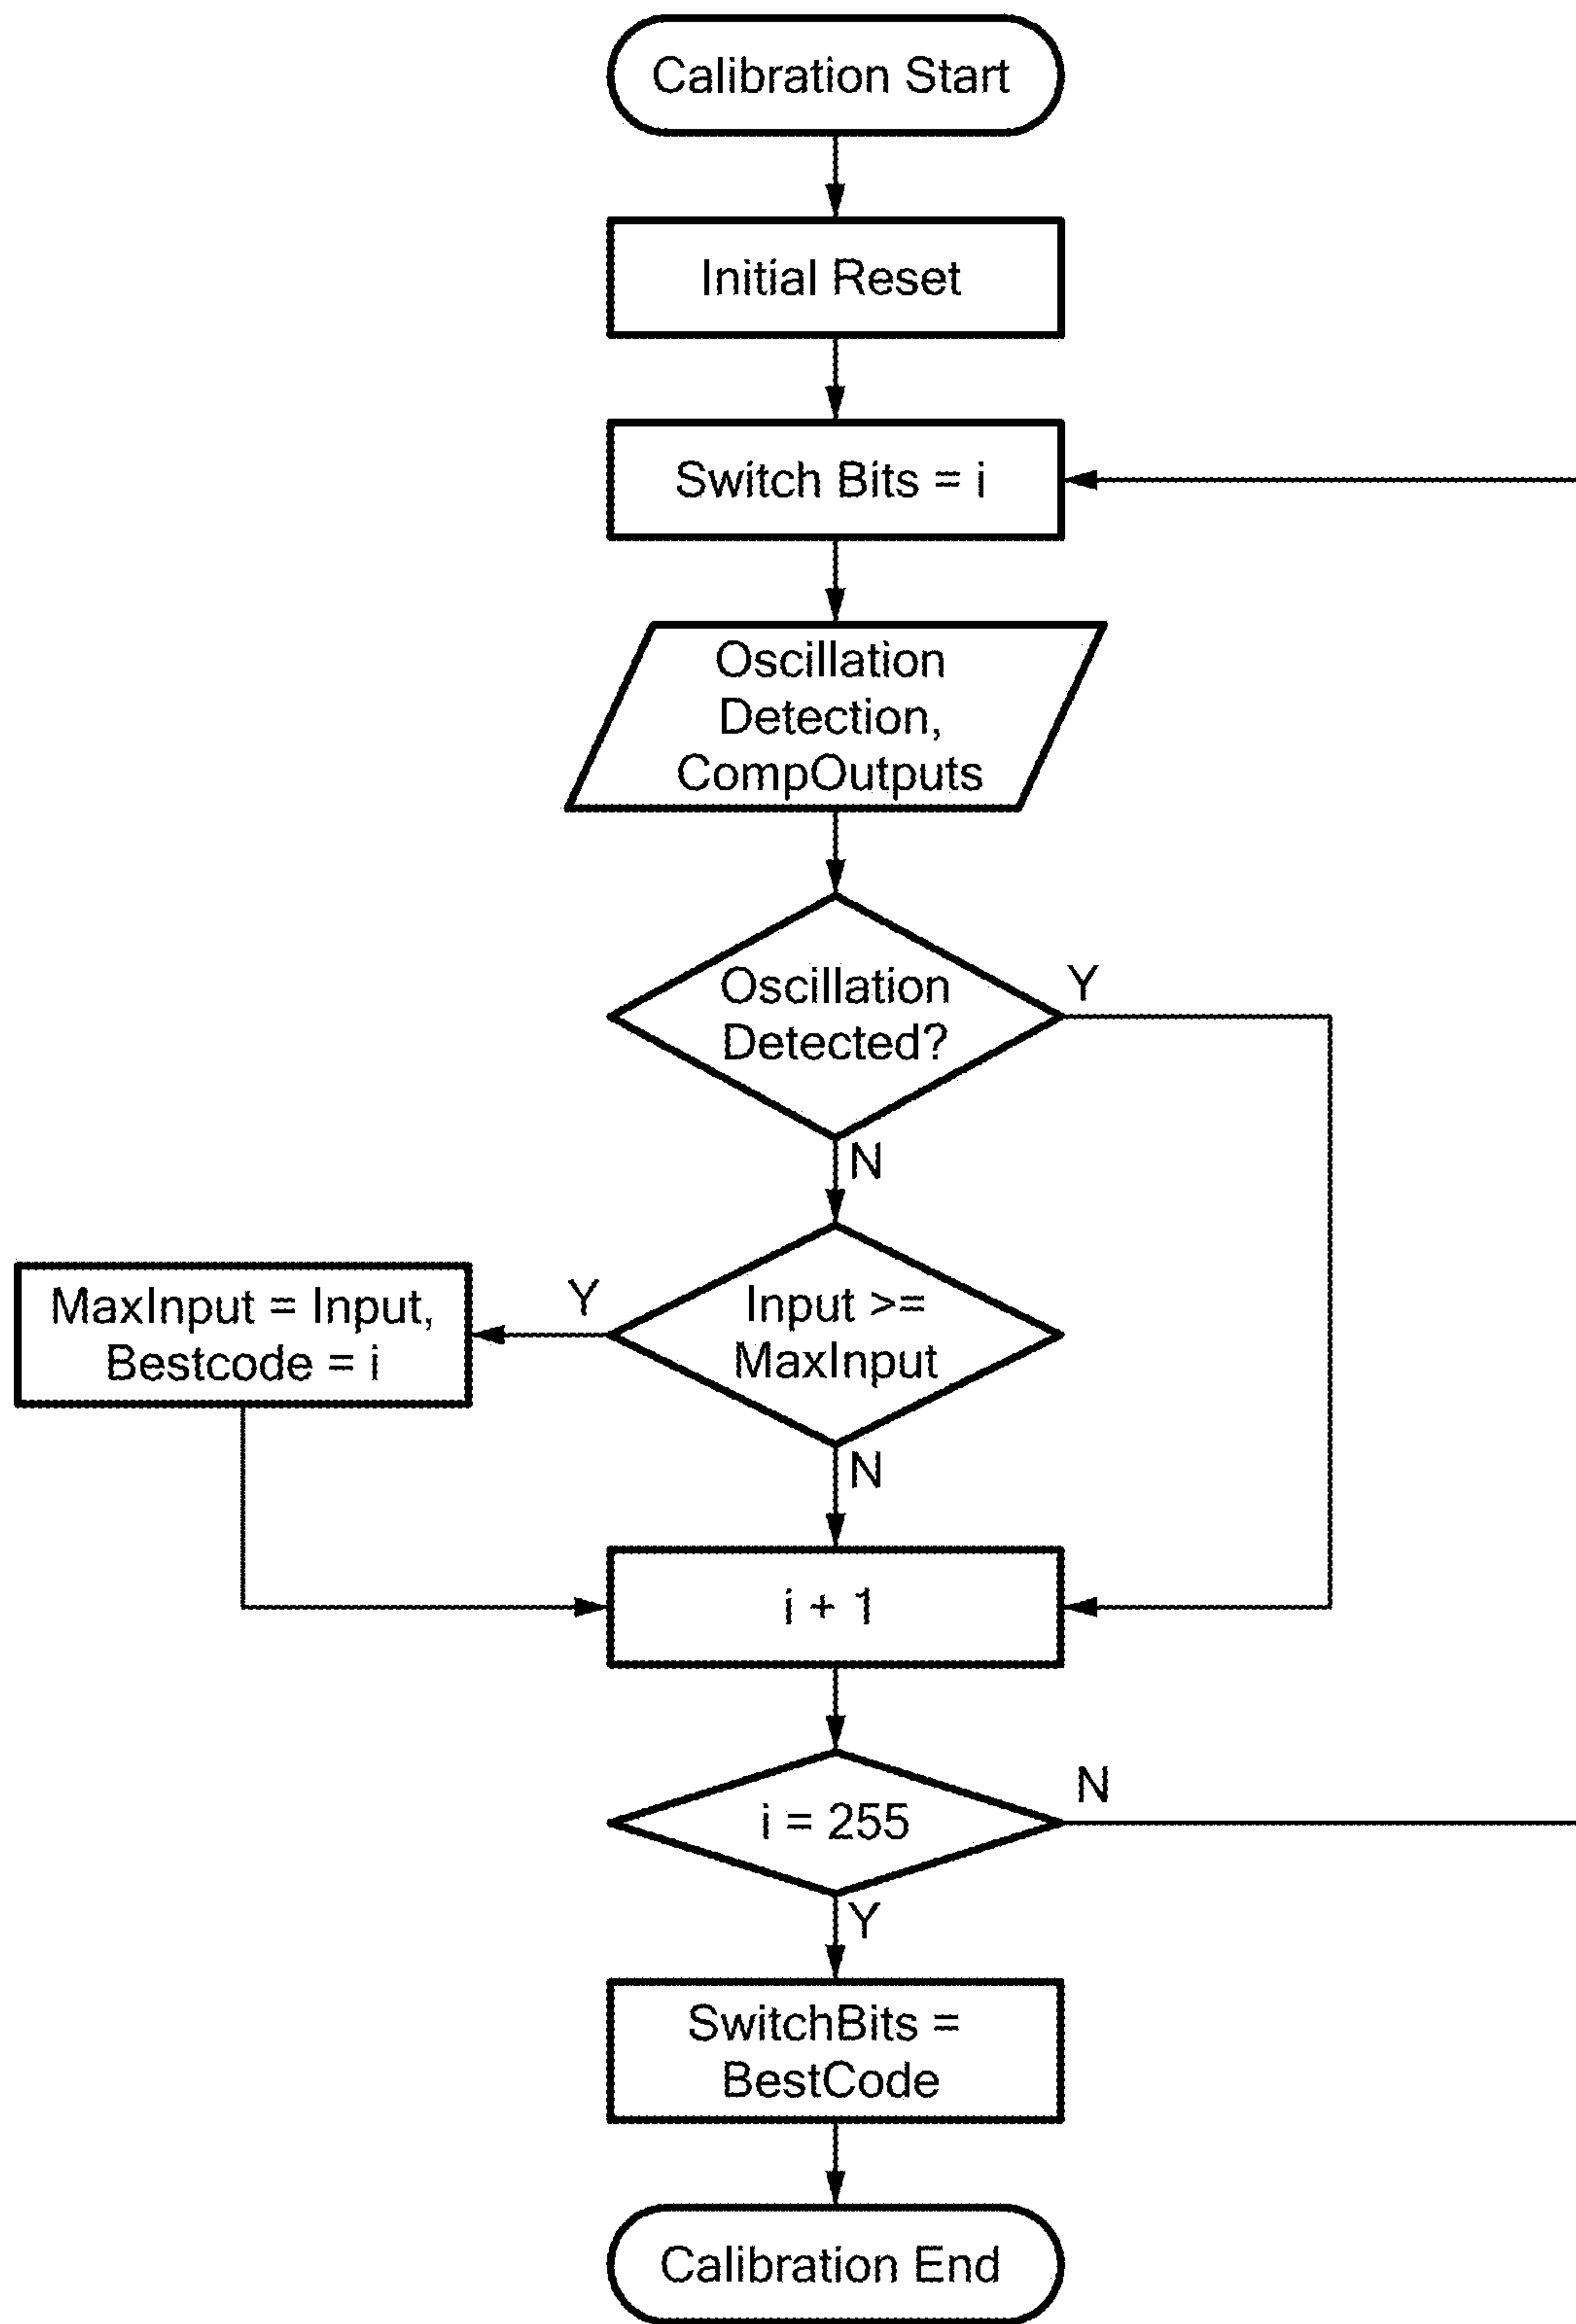 Calibration Start
Initial Reset
Switch Bits = i
Oscillation
Detection,
CompOutputs
Oscillation
Detected?
Y
N
Input >=
MaxInput
Y
MaxInput = Input,
Bestcode = i
N
i + 1
i = 255
N
Y
SwitchBits =
BestCode
Calibration End